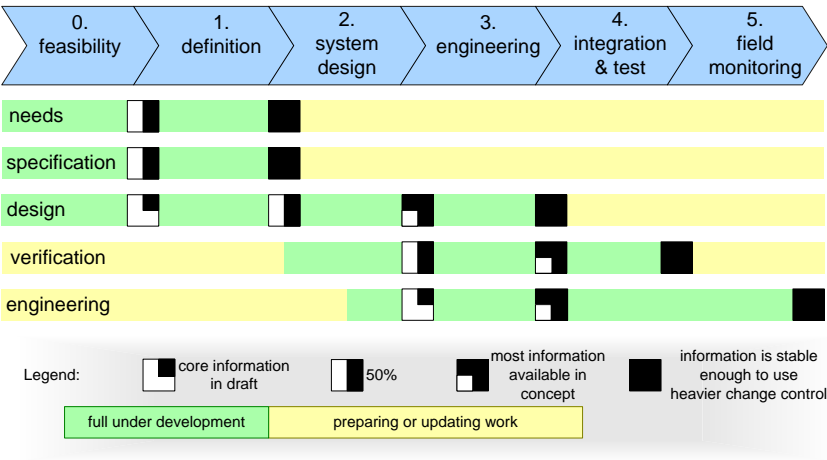 0.
feasibility
1.
definition
2.
system
design
3.
engineering
4.
integration
& test
5.
field
monitoring
needs
specification
design
verification
engineering
Legend:
core information
in draft
50%
most information
available in
concept
information is stable
enough to use
heavier change control
full under development
preparing or updating work